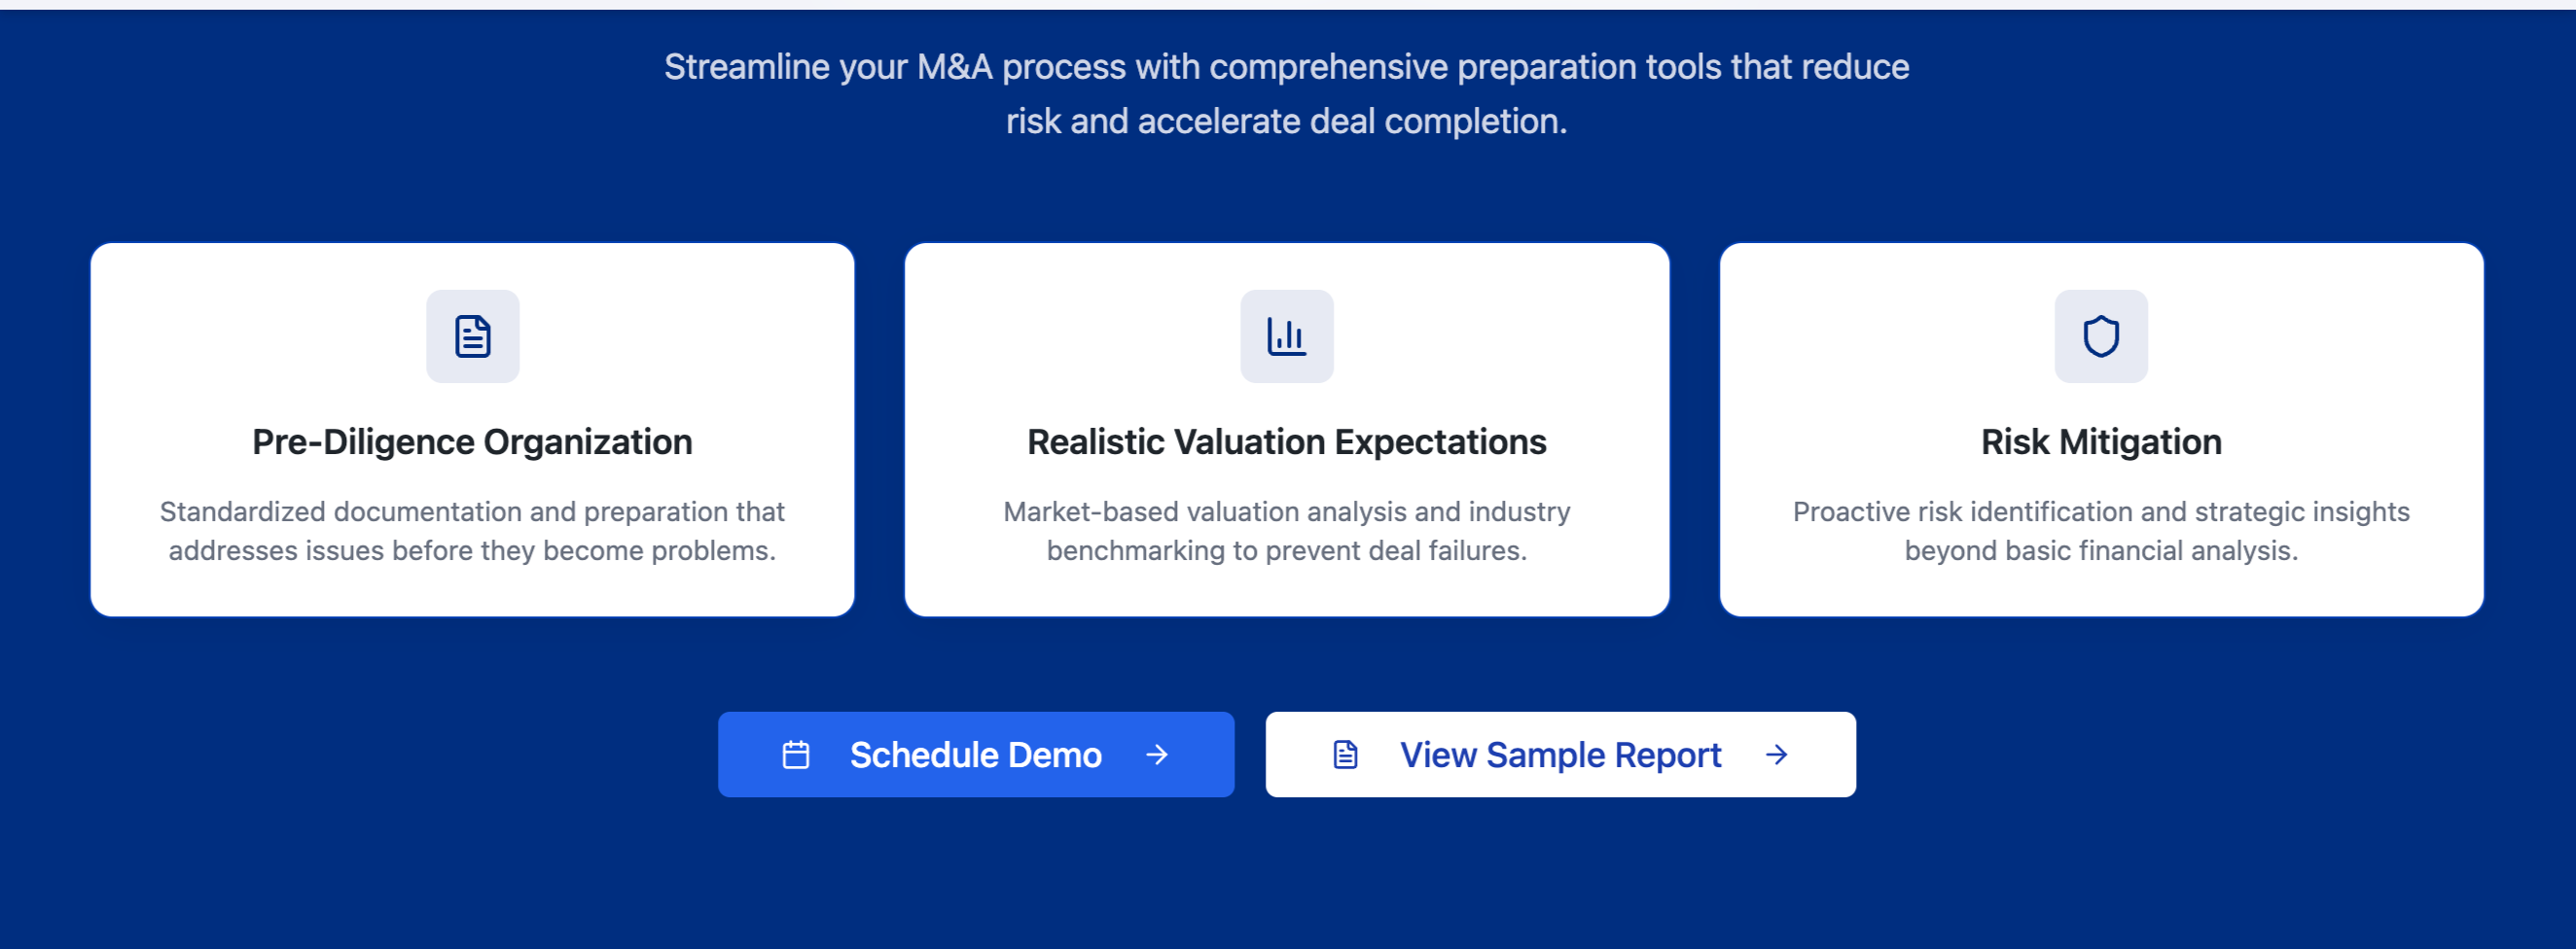 Streamline your M&A process with comprehensive preparation tools that reduce
risk and accelerate deal completion.
Pre-Diligence Organization
Standardized documentation and preparation that
addresses issues before they become problems.
Realistic Valuation Expectations
Market-based valuation analysis and industry
benchmarking to prevent deal failures.
Risk Mitigation
Proactive risk identification and strategic insights
beyond basic financial analysis.
Schedule Demo
View Sample Report